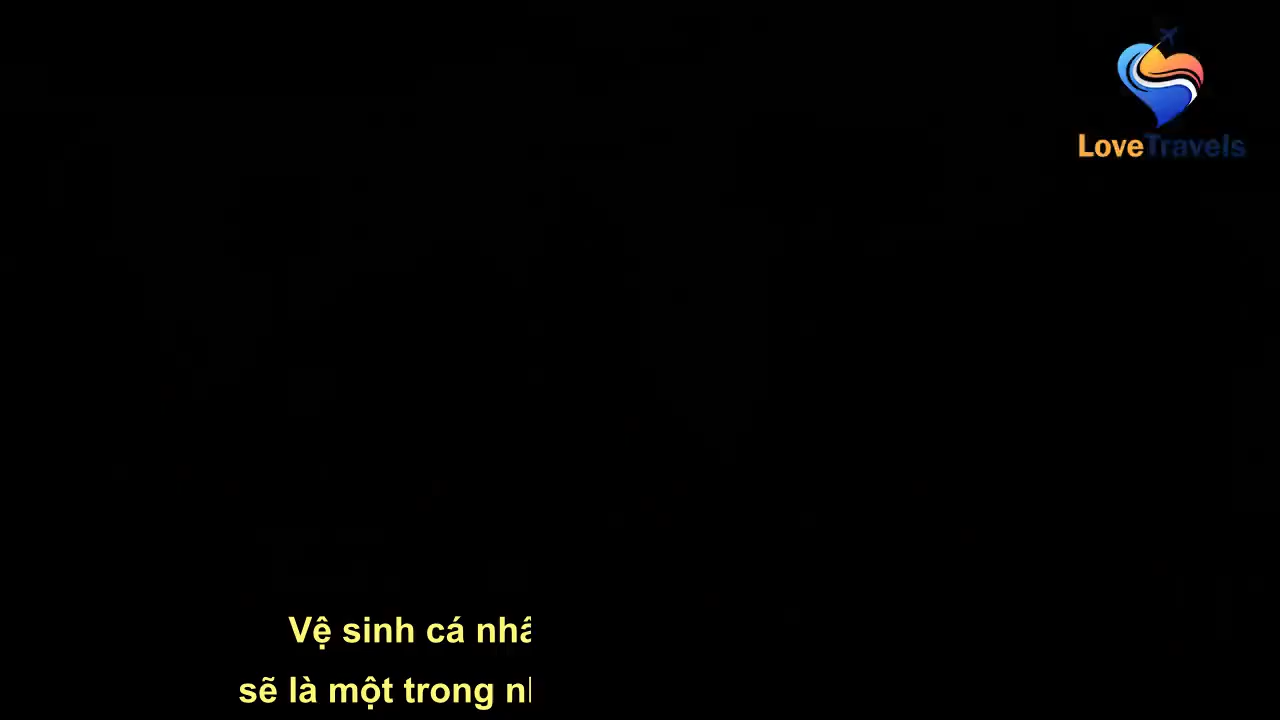 LoveTravels
Vệ sinh cá
sẽ là một trong